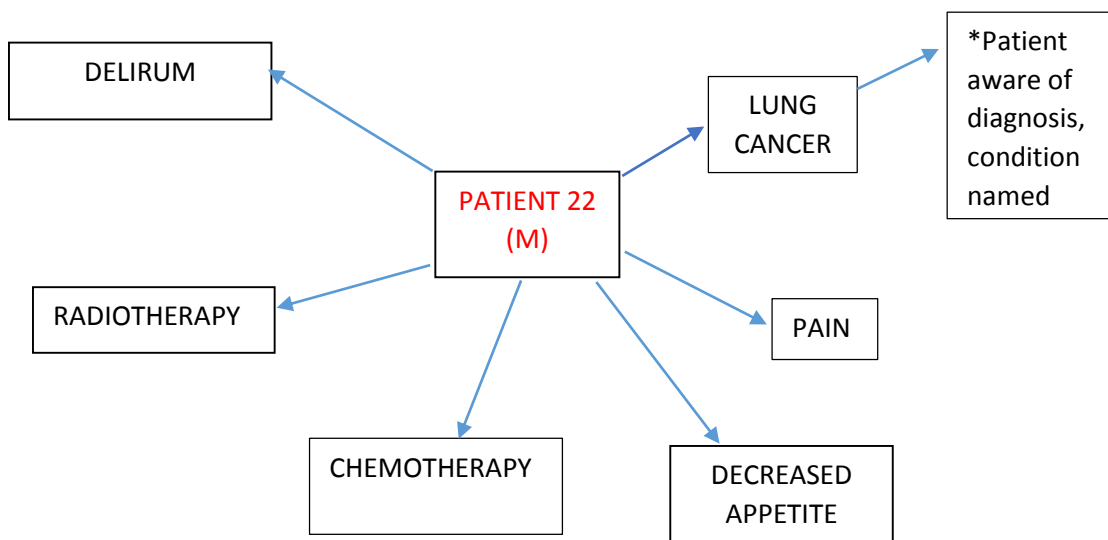 DELIRUM
LUNG
CANCER
*Patient
aware of
diagnosis,
condition
named
PATIENT 22
(M)
RADIOTHERAPY
PAIN
CHEMOTHERAPY
DECREASED
APPETITE